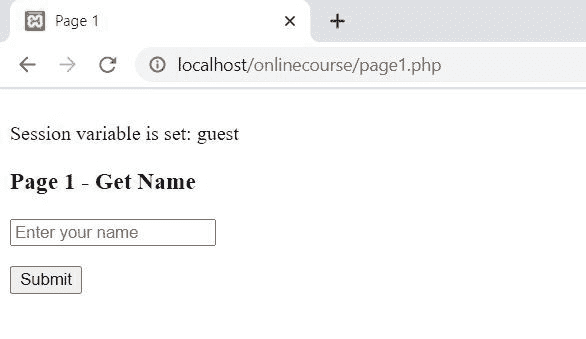 Page 1
localhost/onlinecourse/page1.php
Session variable is set: guest
Page 1 - Get Name
Enter your name
Submit